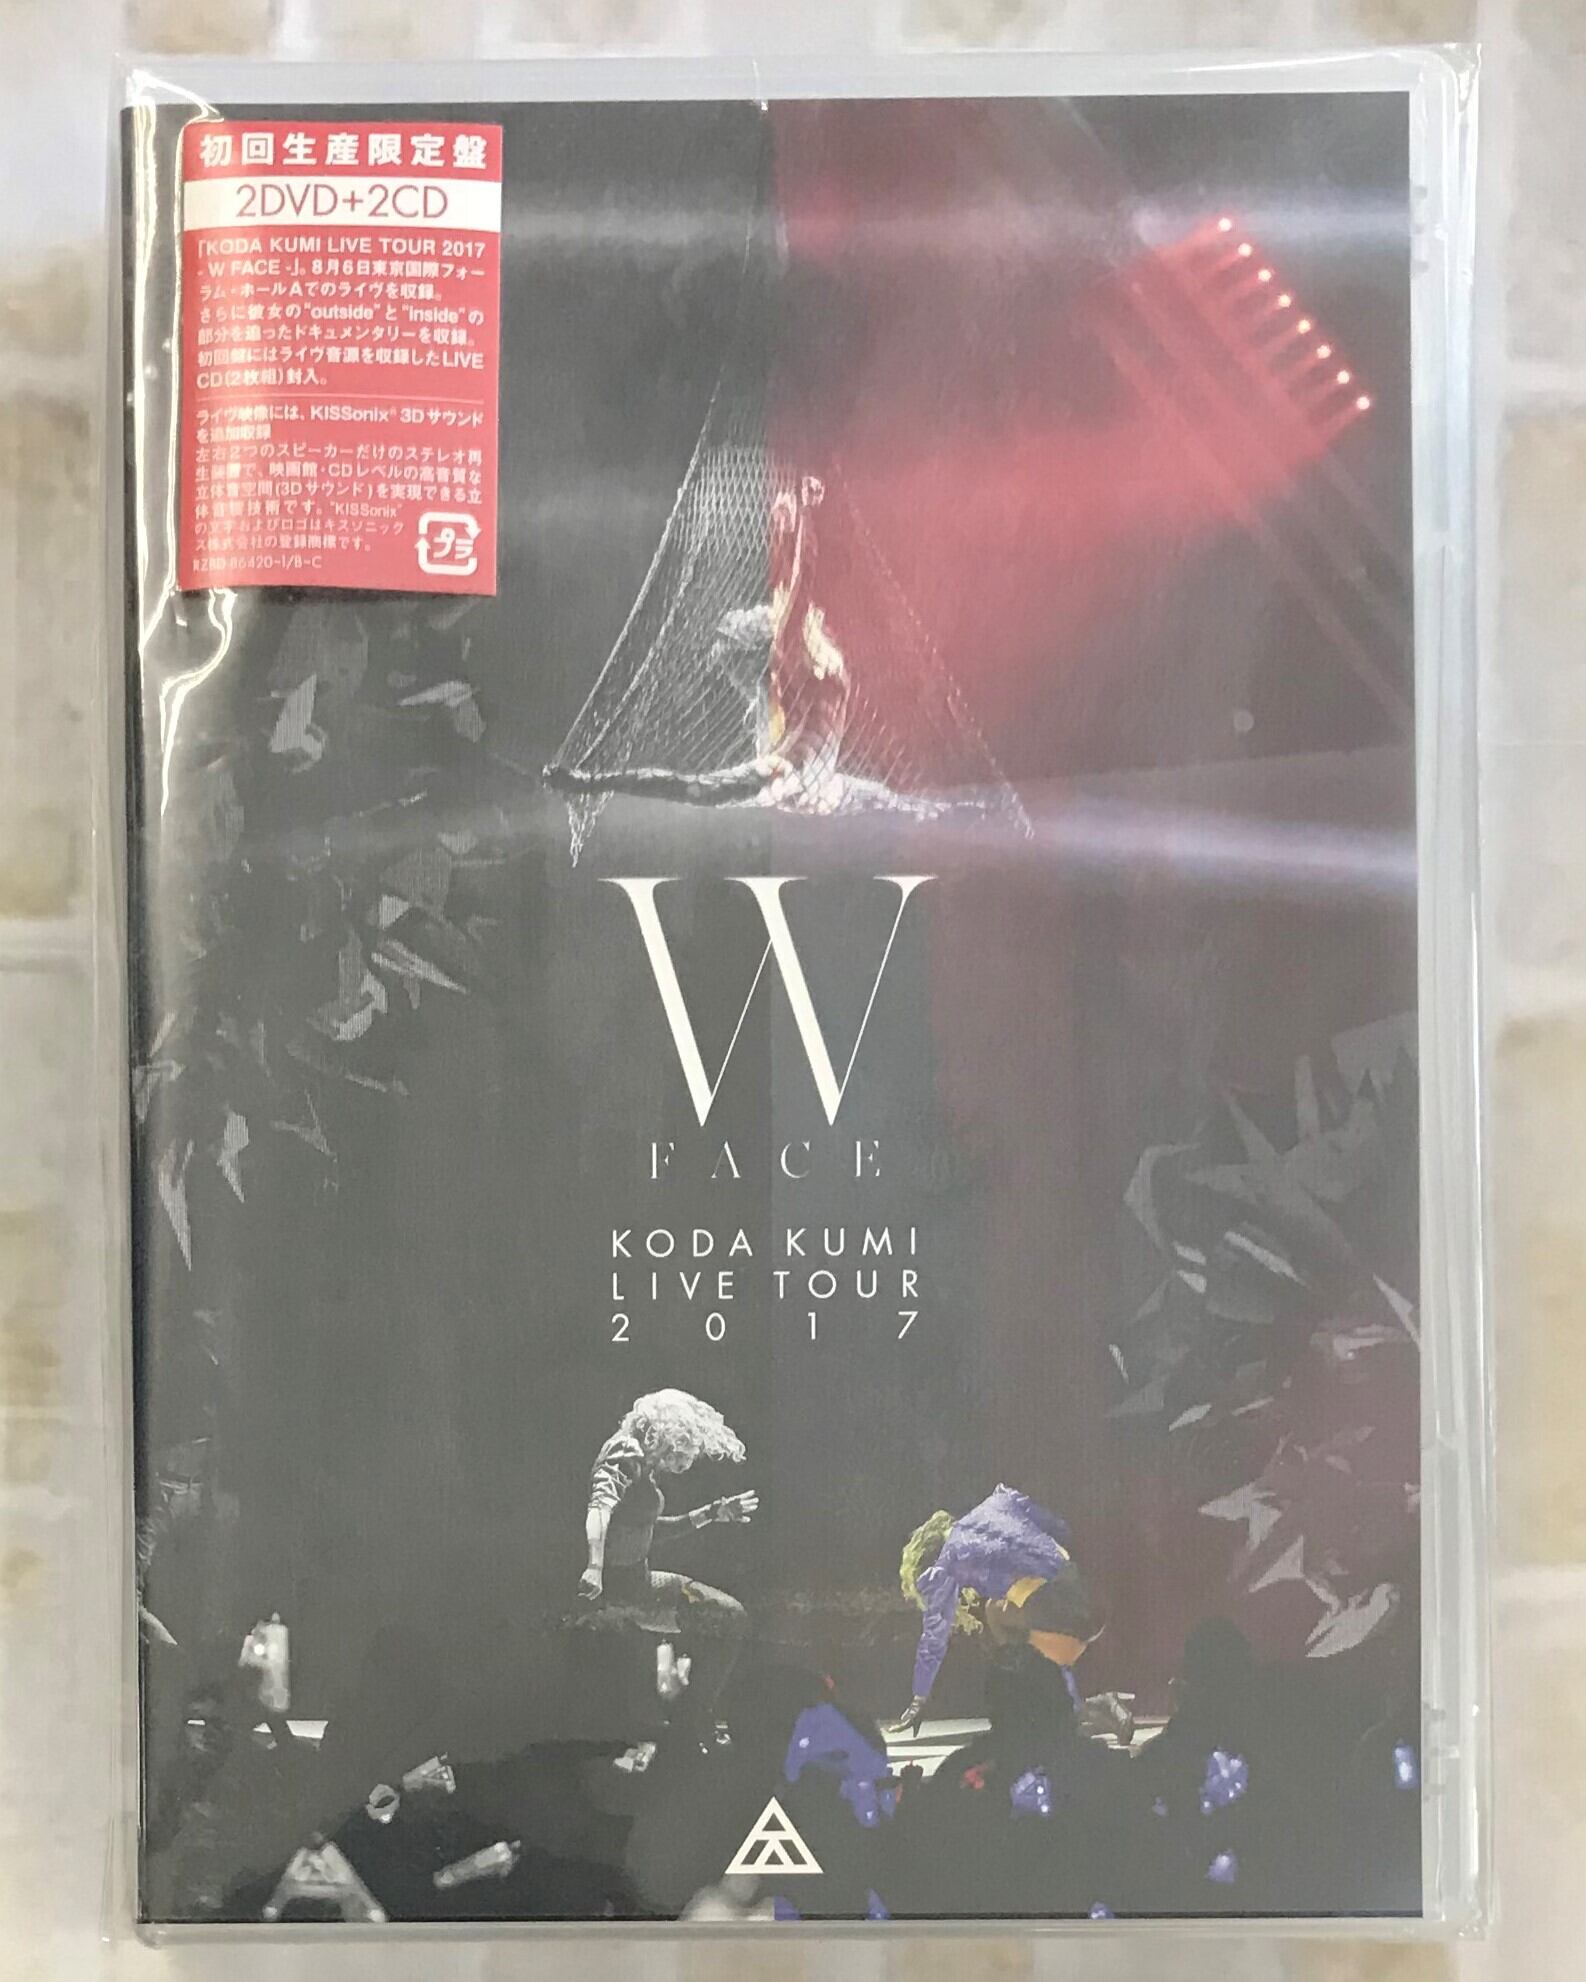 初回生産限定盤
2DVD+2CD
「KODA KUMI LIVE TOUR 2017
- W FACE -」。8月6日東京国際フォー
ラム・ホールAでのライヴを収録。
さらに彼女の"outside"と"inside"の
部分を追ったドキュメンタリーを収録。
初回盤にはライヴ音源を収録したLIVE
CD(2枚組)封入。
ライヴ映像には、KISSonix® 3Dサウンド
を追加収録
左右2つのスピーカーだけのステレオ再
生装置で、映画館・CDレベルの高音質な
立体音空間(3Dサウンド)を実現できる立
体音響技術です。"KISSonix"
の文字およびロゴはキスソニック
ス株式会社の登録商標です。
RZBD-86420~1/B~C
プラ
W
FACE
KODA KUMI
LIVE TOUR
2017